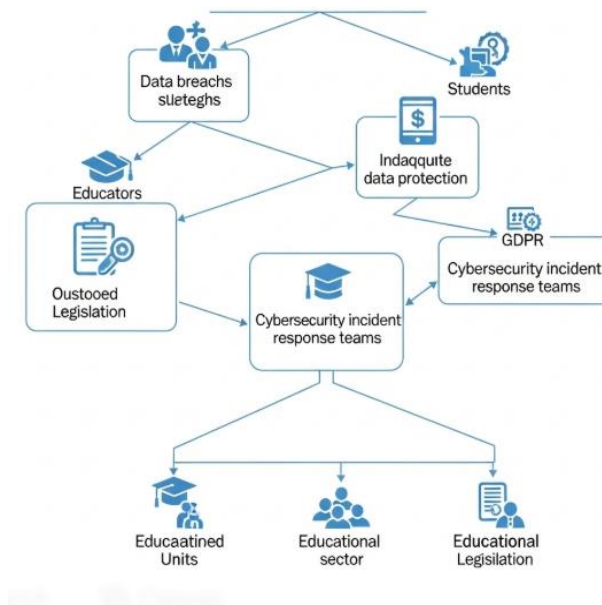 Data breachs
sluteghs
Students
Indaqquite
data protection
Educators
GDPR
Cybersecurity incident
response teams
Oustooed
Legislation
Cybersecurity incident
response teams
Educaatined
Units
Educational
sector
Educational
Legisilation